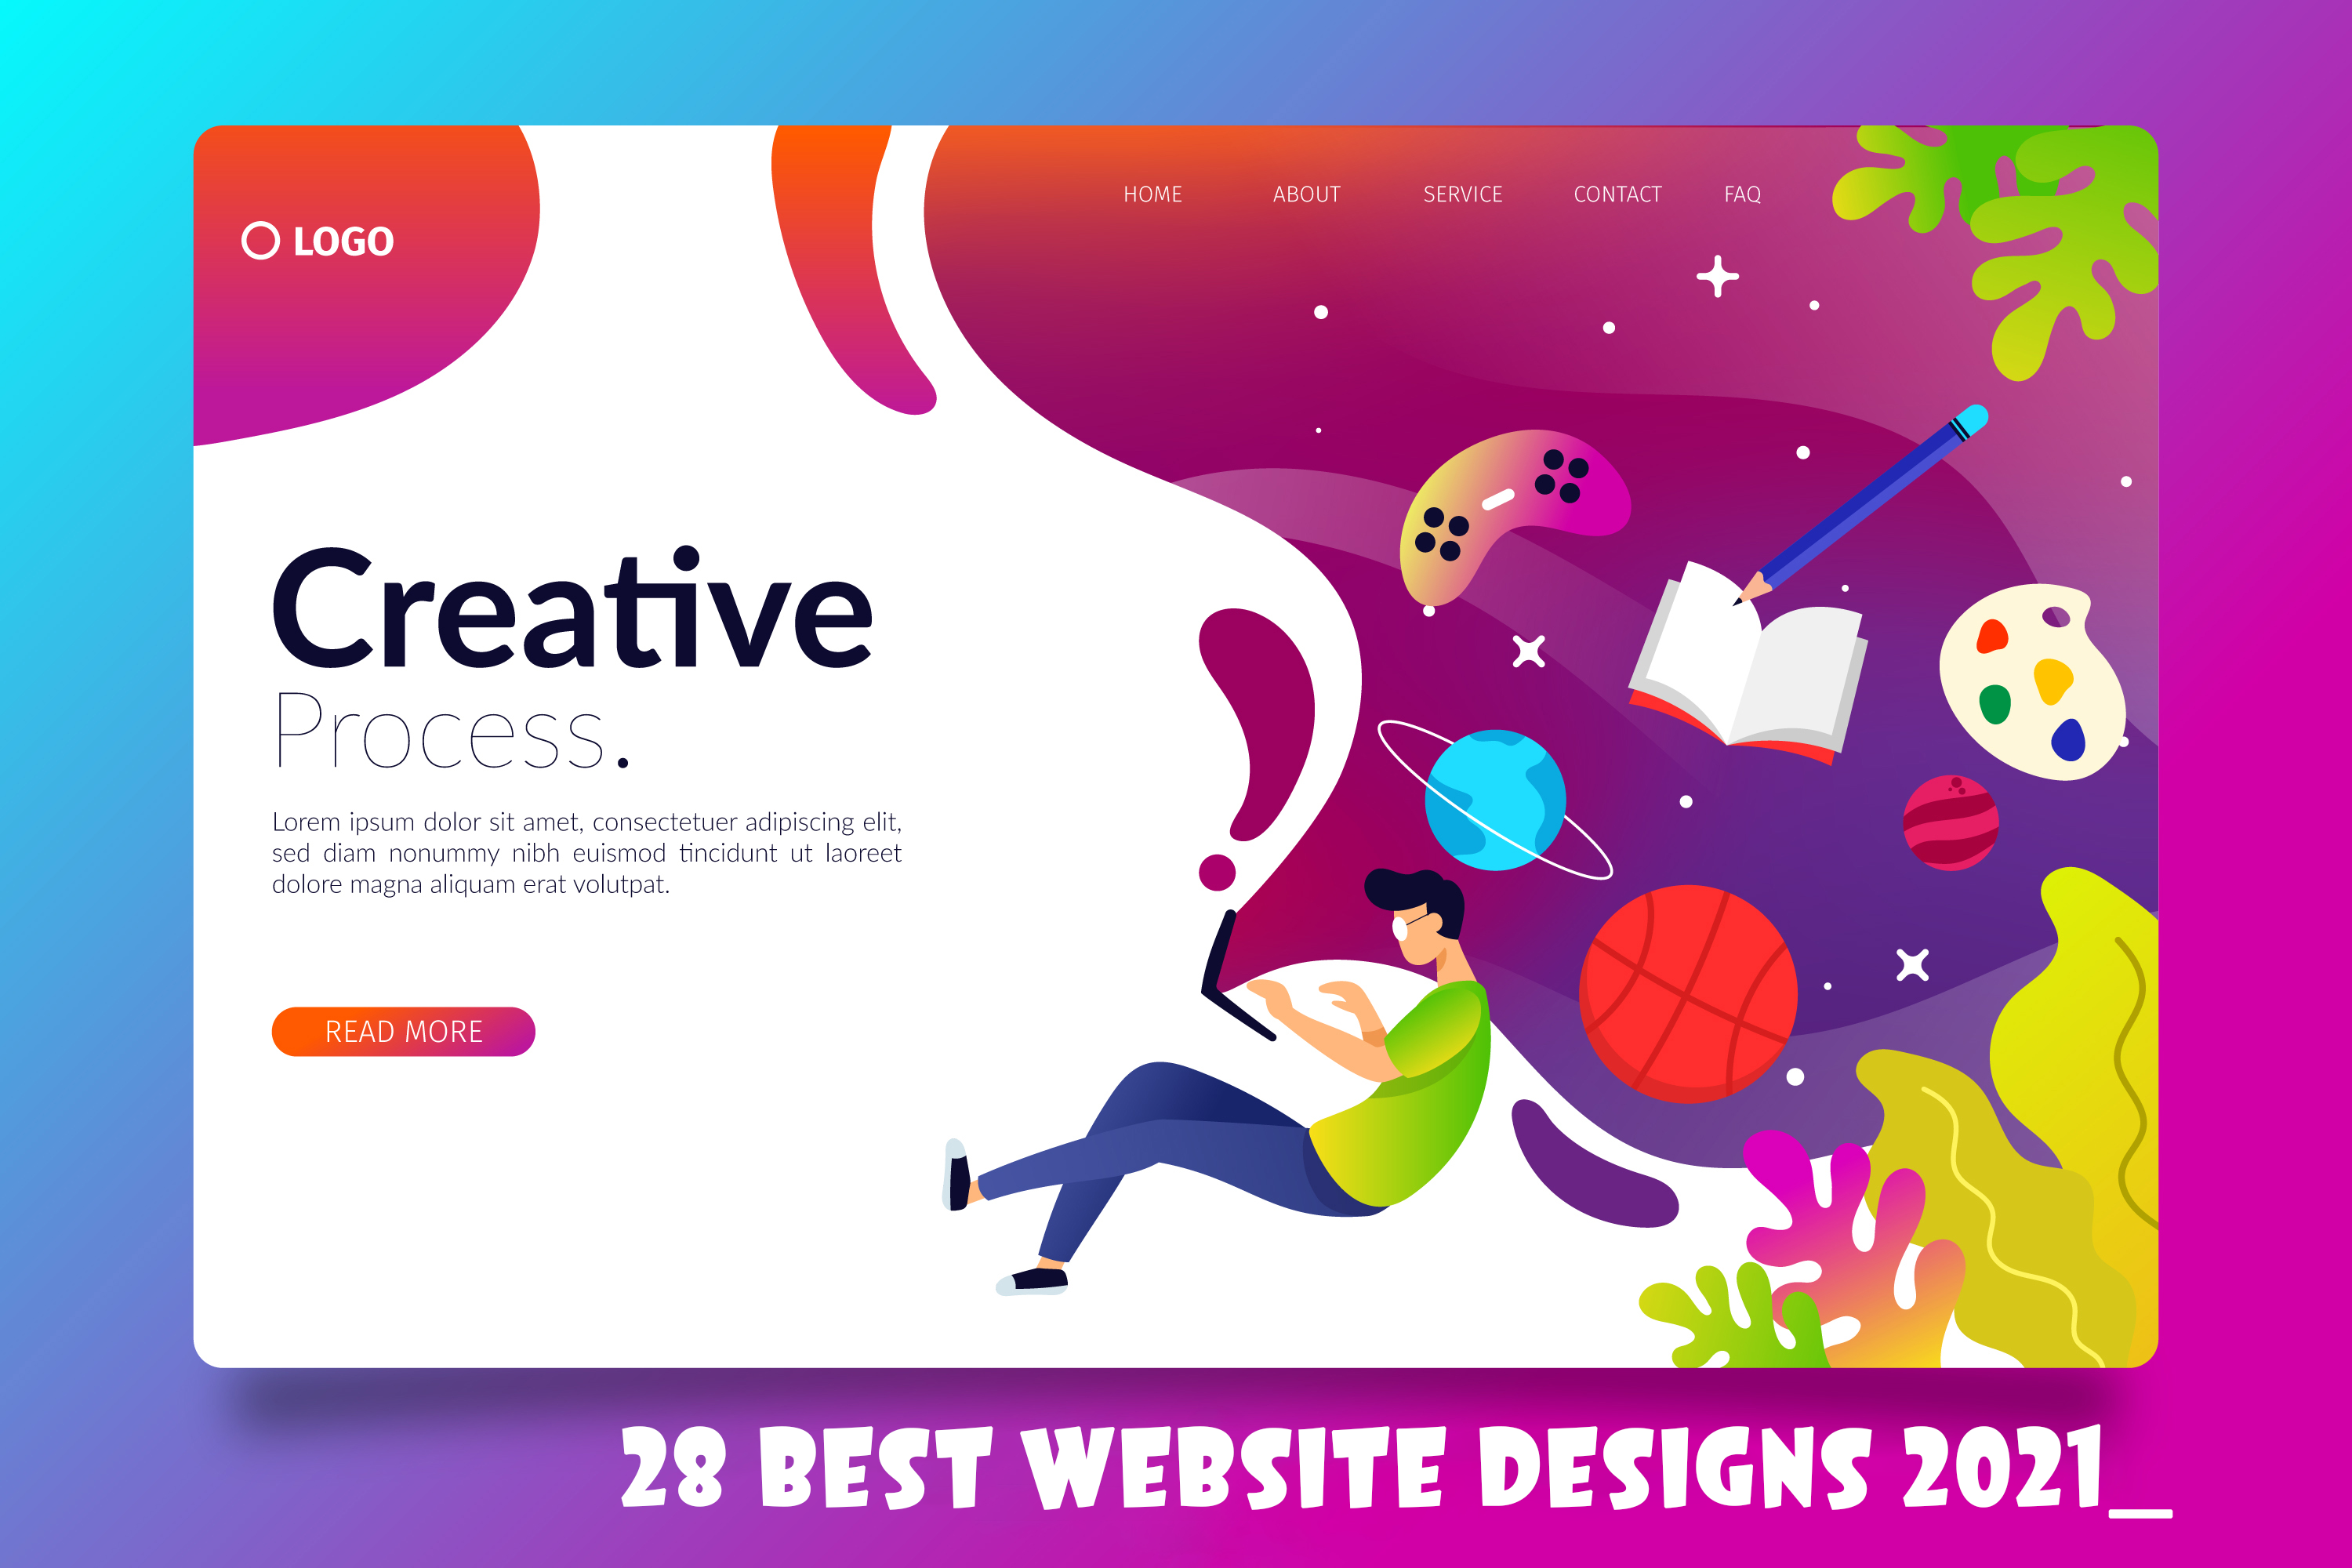 HOME ABOUT SERVICE CONTACT FAQ
LOGO
Creative
Process.
Lorem ipsum dolor sit amet, consectetuer adipiscing elit,
sed diam nonummy nibh euismod tincidunt ut laoreet
dolore magna aliquam erat volutpat.
READ MORE
28 BEST WEBSITE DESIGNS 2021_